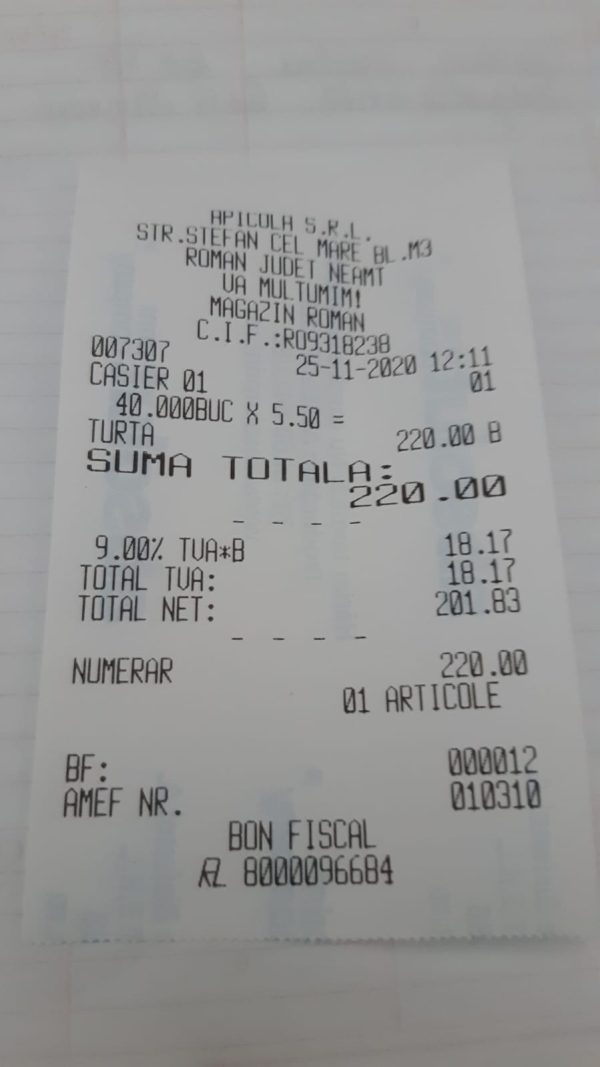 APICOLA S.R.L.
STR.STEFAN CEL MARE BL.M3
ROMAN JUDET NEAMT
VA MULTUMIM!
MAGAZIN ROMAN
C.I.F.:RO9318238
007307 25-11-2020 12:11
CASIER 01 01
40.000BUC X 5.50 =
TURTA 220.00 B
SUMA TOTALA:
220.00
- - - -
9.00% TVA*B 18.17
TOTAL TVA: 18.17
TOTAL NET: 201.83
- - - -
NUMERAR 220.00
01 ARTICOLE
BF: 000012
AMEF NR. 010310
BON FISCAL
8000096684